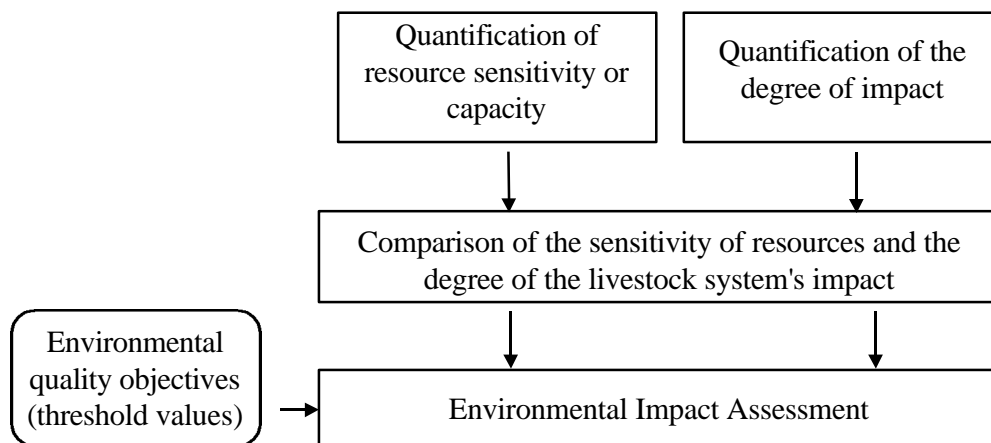 Quantification of
resource sensitivity or
capacity
Quantification of the
degree of impact
Comparison of the sensitivity of resources and the
degree of the livestock system's impact
Environmental
quality objectives
(threshold values)
Environmental Impact Assessment